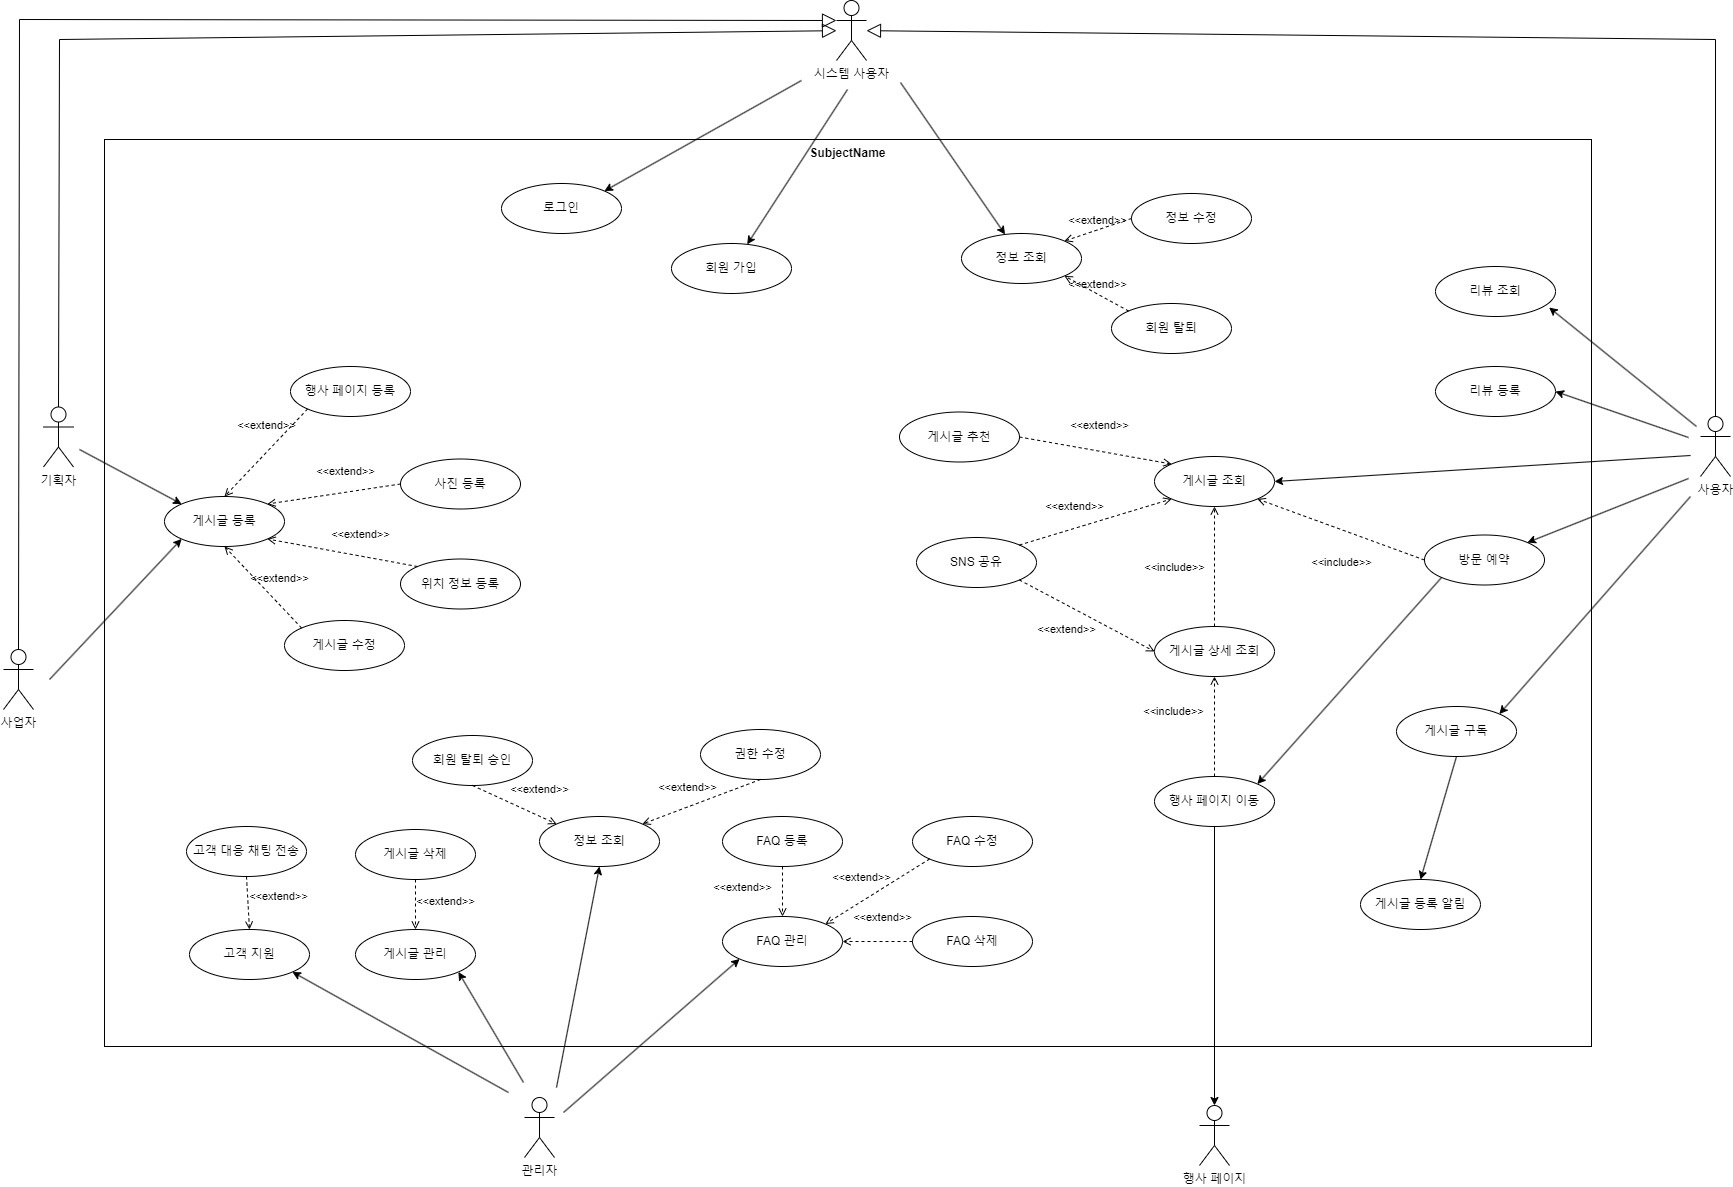 시스템 사용자
SubjectName
로그인
정보 수정
<<extend>>
회원 가입
정보 조회
<<extend>>
회원 탈퇴
리뷰 조회
행사 페이지 등록
리뷰 등록
<<extend>>
게시글 추천
<<extend>>
기획자
<<extend>>
사진 등록
게시글 조회
사용자
게시글 등록
<<extend>>
<<extend>>
SNS 공유
<<include>>
<<include>>
방문 예약
<<extend>>
위치 정보 등록
<<extend>>
게시글 수정
게시글 상세 조회
사업자
<<include>>
게시글 구독
회원 탈퇴 승인
권한 수정
<<extend>>
<<extend>>
행사 페이지 이동
고객 대응 채팅 전송
게시글 삭제
정보 조회
FAQ 등록
FAQ 수정
<<extend>>
<<extend>>
<<extend>>
<<extend>>
게시글 등록 알림
<<extend>>
고객 지원
게시글 관리
FAQ 관리
FAQ 삭제
관리자
행사 페이지